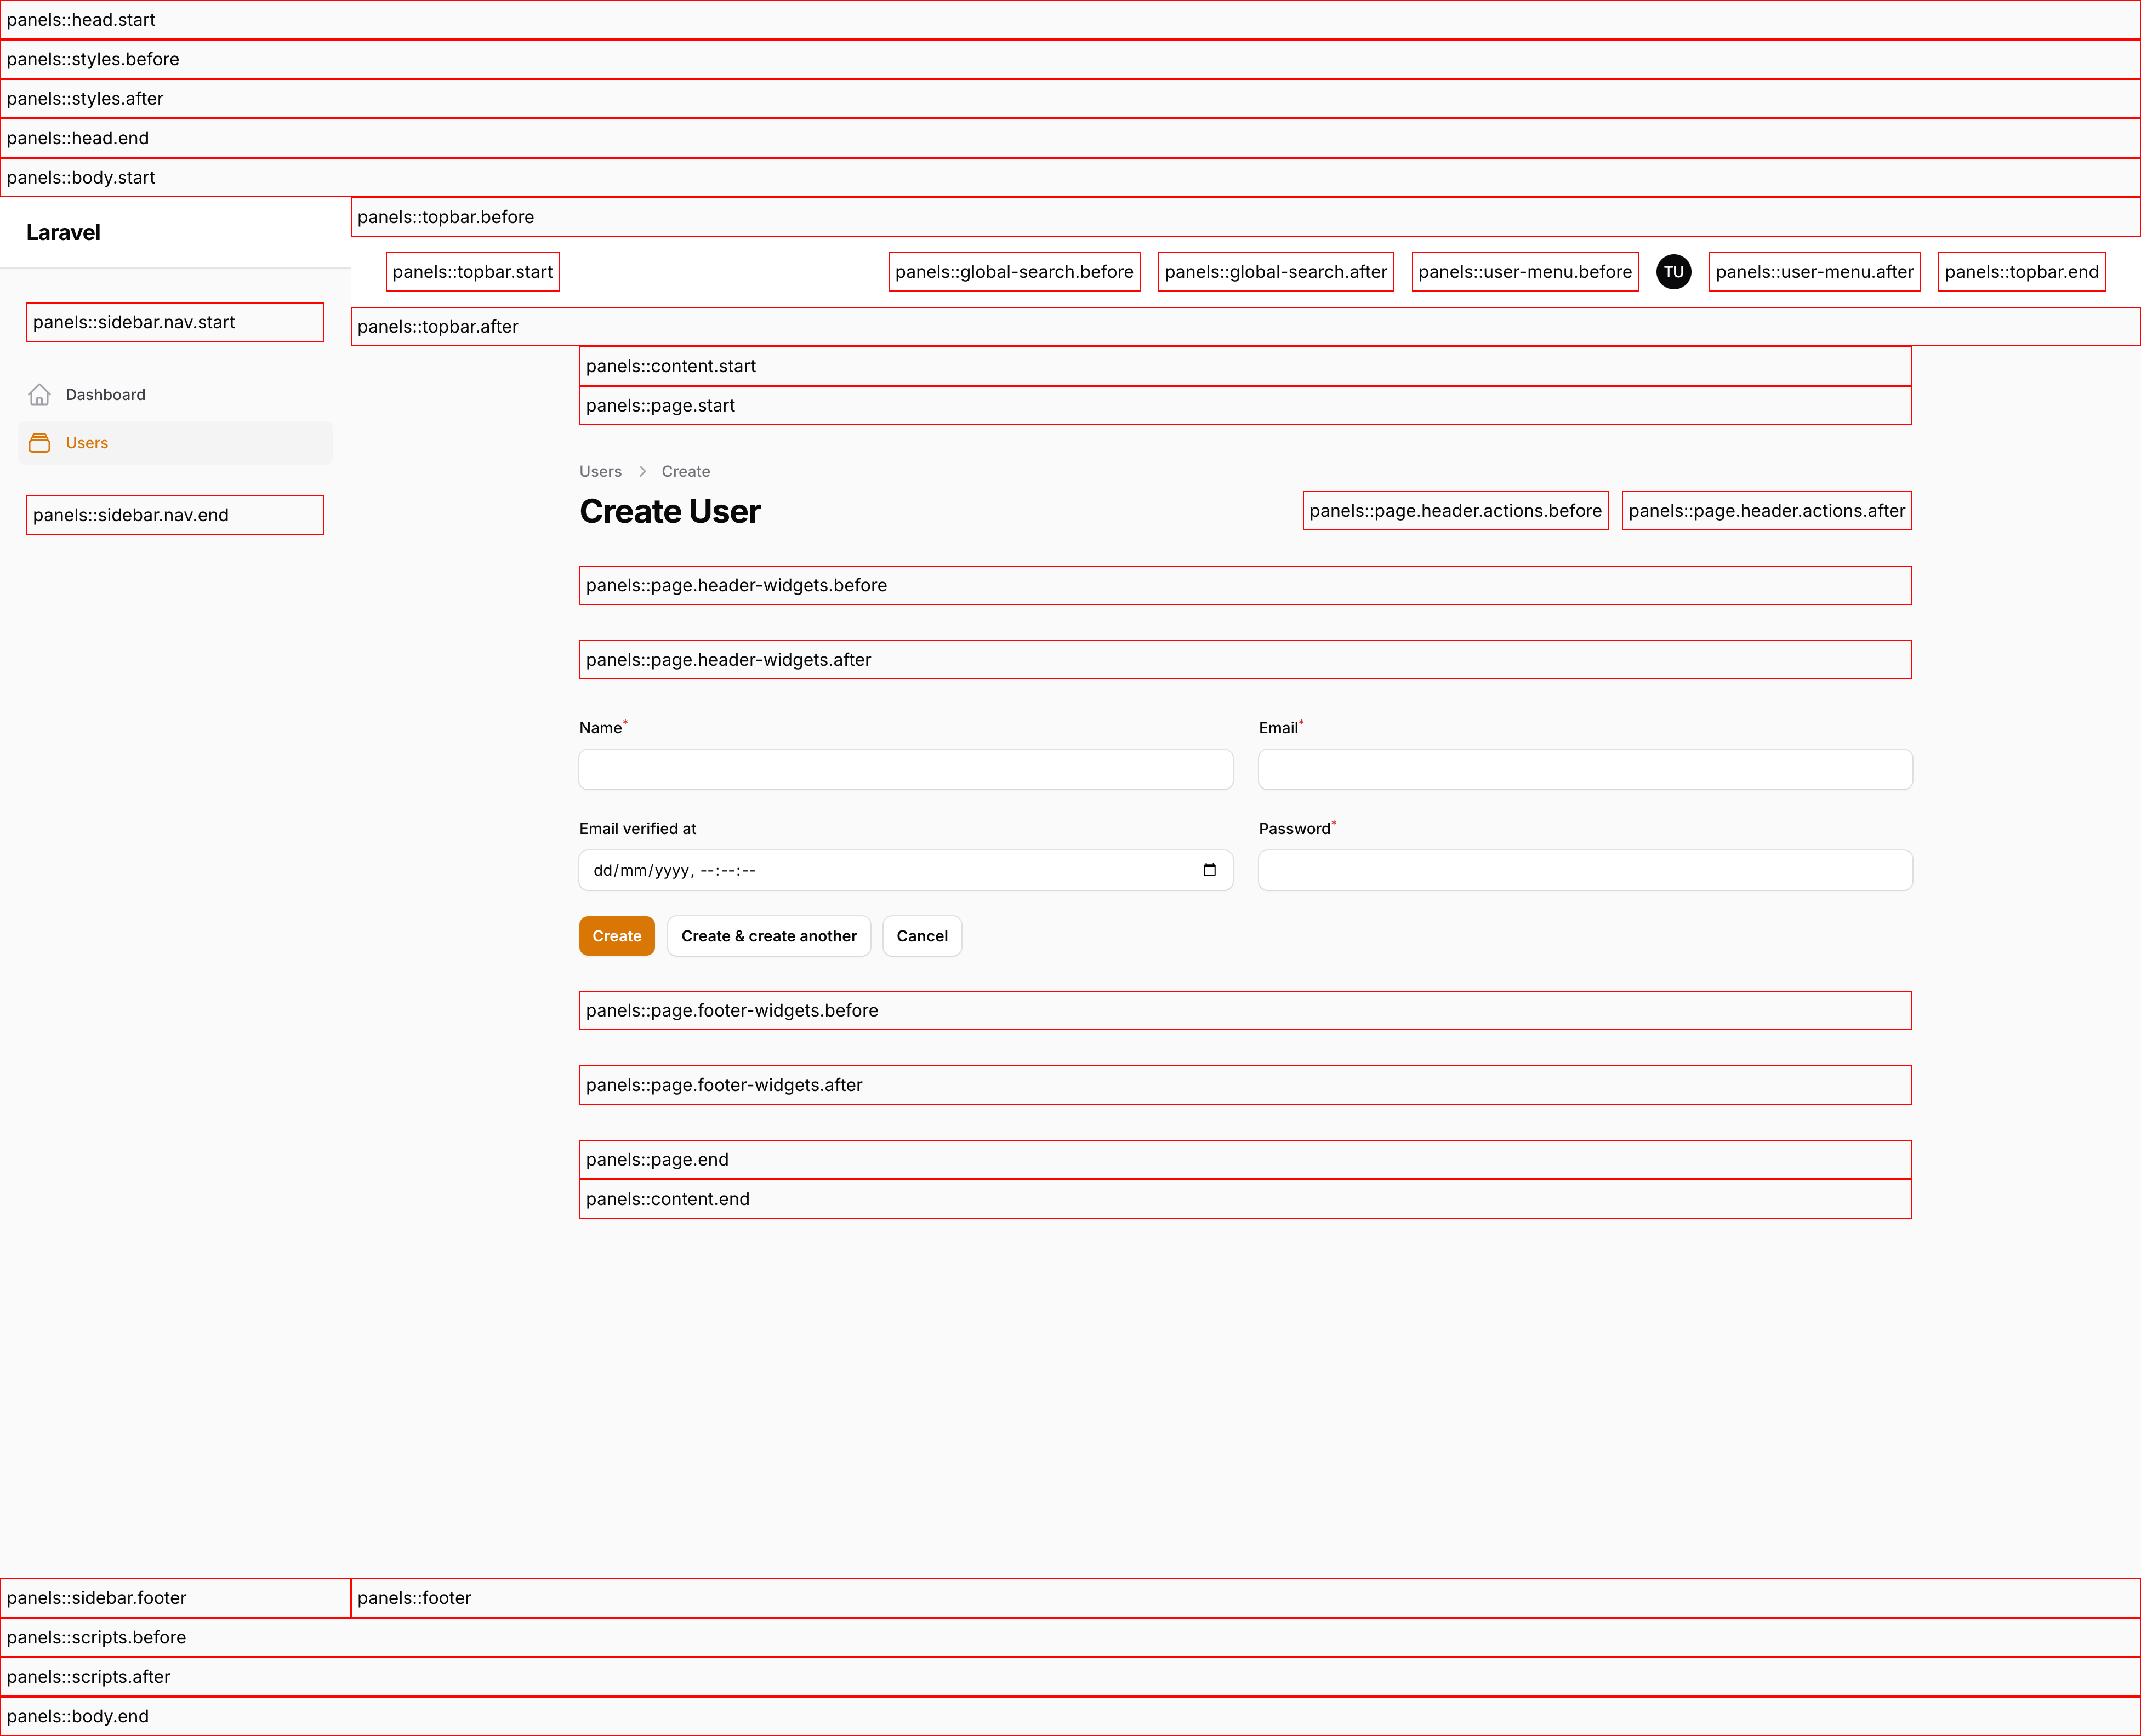 panels::head.start
panels::styles.before
panels::styles.after
panels::head.end
panels::body.start
Laravel
panels::sidebar.nav.start
Dashboard
Users
panels::sidebar.nav.end
panels::topbar.before
panels::topbar.start panels::global-search.before panels::global-search.after panels::user-menu.before TU panels::user-menu.after panels::topbar.end
panels::topbar.after
panels::content.start
panels::page.start
Users Create
Create User panels::page.header.actions.before panels::page.header.actions.after
panels::page.header-widgets.before
panels::page.header-widgets.after
Name* Email*
Email verified at Password*
dd/mm/yyyy, --:--:--
Create Create & create another Cancel
panels::page.footer-widgets.before
panels::page.footer-widgets.after
panels::page.end
panels::content.end
panels::sidebar.footer panels::footer
panels::scripts.before
panels::scripts.after
panels::body.end